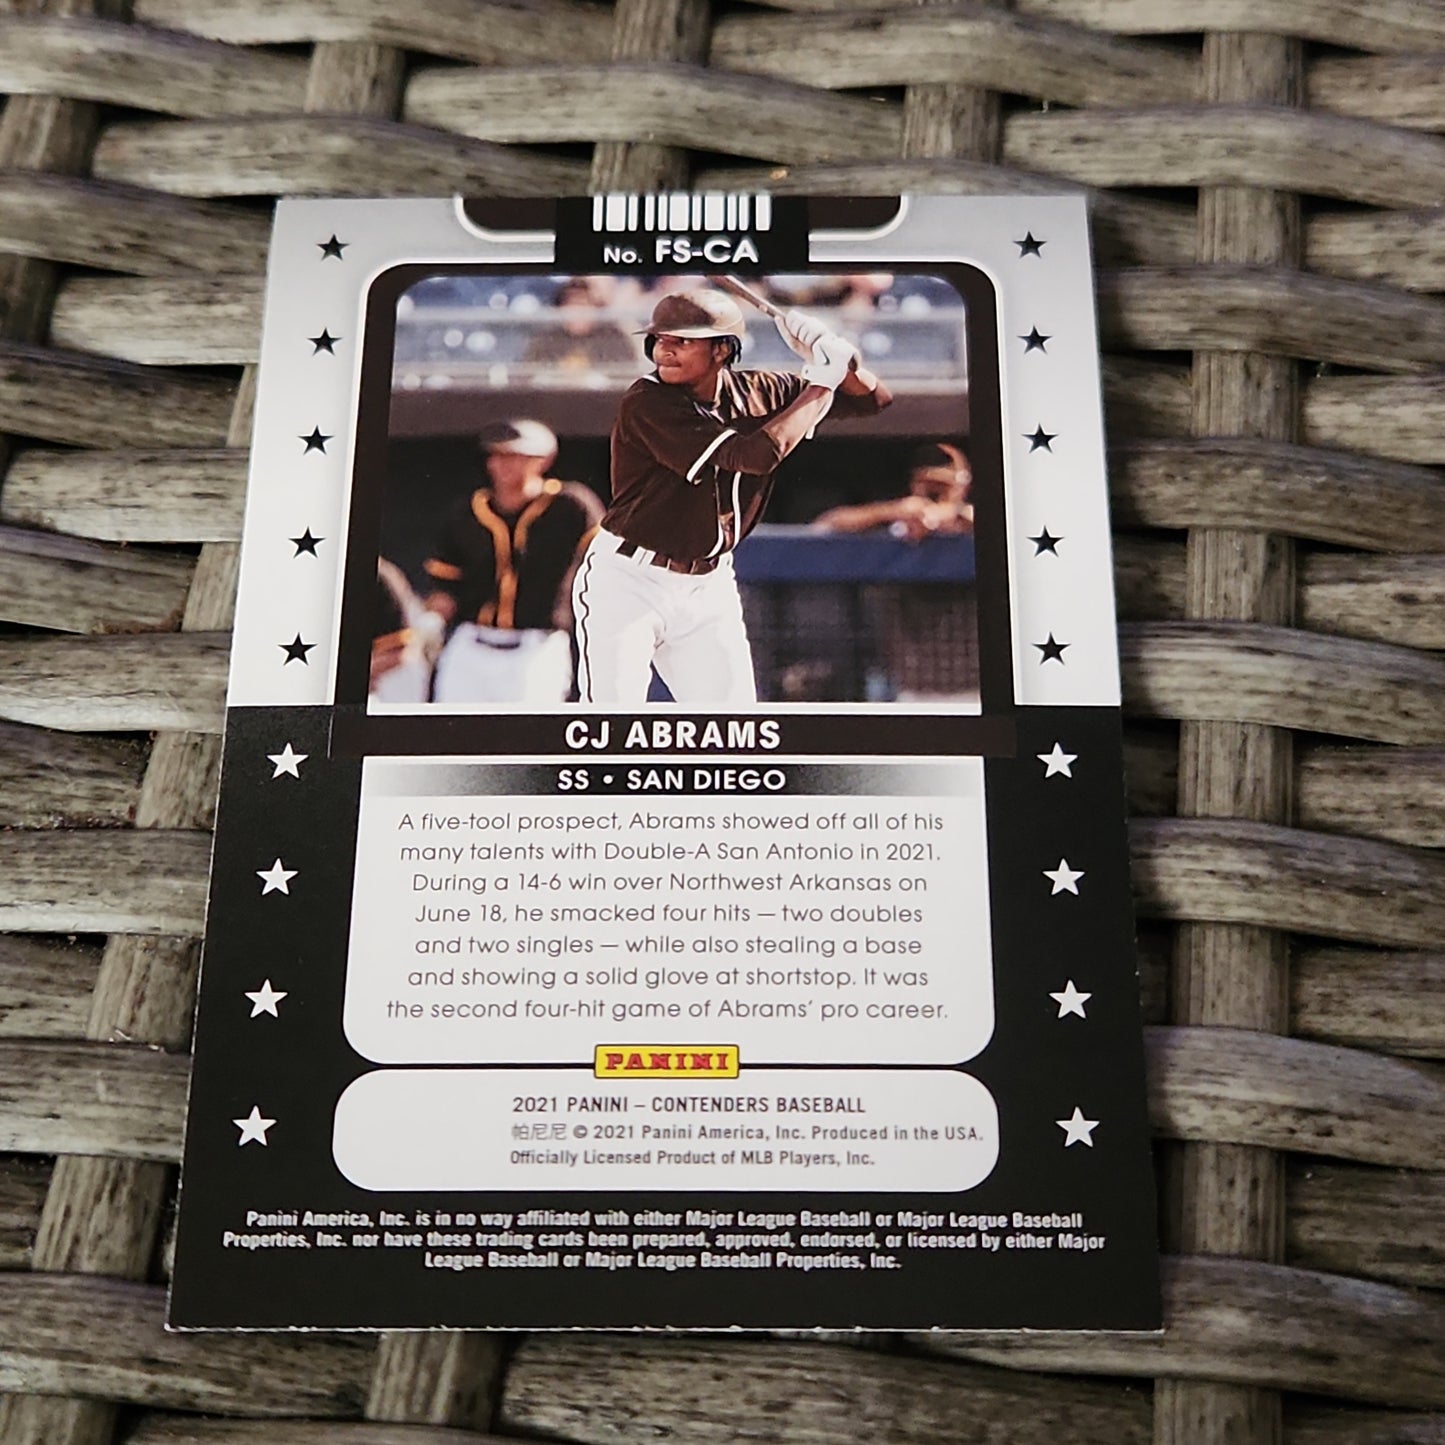 No. FS-CA
CJ ABRAMS
SS • SAN DIEGO
A five-tool prospect, Abrams showed off all of his
many talents with Double-A San Antonio in 2021.
During a 14-6 win over Northwest Arkansas on
June 18, he smacked four hits — two doubles
and two singles — while also stealing a base
and showing a solid glove at shortstop. It was
the second four-hit game of Abrams' pro career.
PANINI
2021 PANINI – CONTENDERS BASEBALL
帕尼尼 © 2021 Panini America, Inc. Produced in the USA.
Officially Licensed Product of MLB Players, Inc.
Panini America, Inc. is in no way affiliated with either Major League Baseball or Major League Baseball
Properties, Inc. nor have these trading cards been prepared, approved, endorsed, or licensed by either Major
League Baseball or Major League Baseball Properties, Inc.